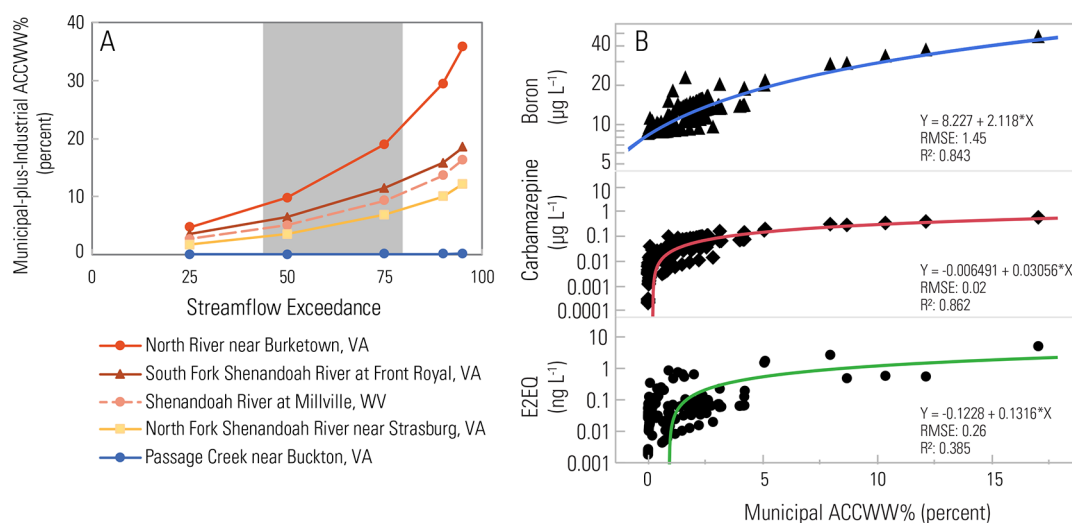 A
Municipal-plus-Industrial ACCWW%
(percent)
40
30
20
10
0
0
25
50
75
100
Streamflow Exceedance
North River near Burketown, VA
South Fork Shenandoah River at Front Royal, VA
Shenandoah River at Millville, WV
North Fork Shenandoah River near Strasburg, VA
Passage Creek near Buckton, VA
B
Boron
(µg L⁻¹)
40
20
10
5
Y = 8.227 + 2.118*X
RMSE: 1.45
R²: 0.843
Carbamazepine
(µg L⁻¹)
10
1
0.1
0.01
0.001
0.0001
Y = -0.006491 + 0.03056*X
RMSE: 0.02
R²: 0.862
E2EQ
(ng L⁻¹)
10
1
0.1
0.01
0.001
Y = -0.1228 + 0.1316*X
RMSE: 0.26
R²: 0.385
0
5
10
15
Municipal ACCWW% (percent)